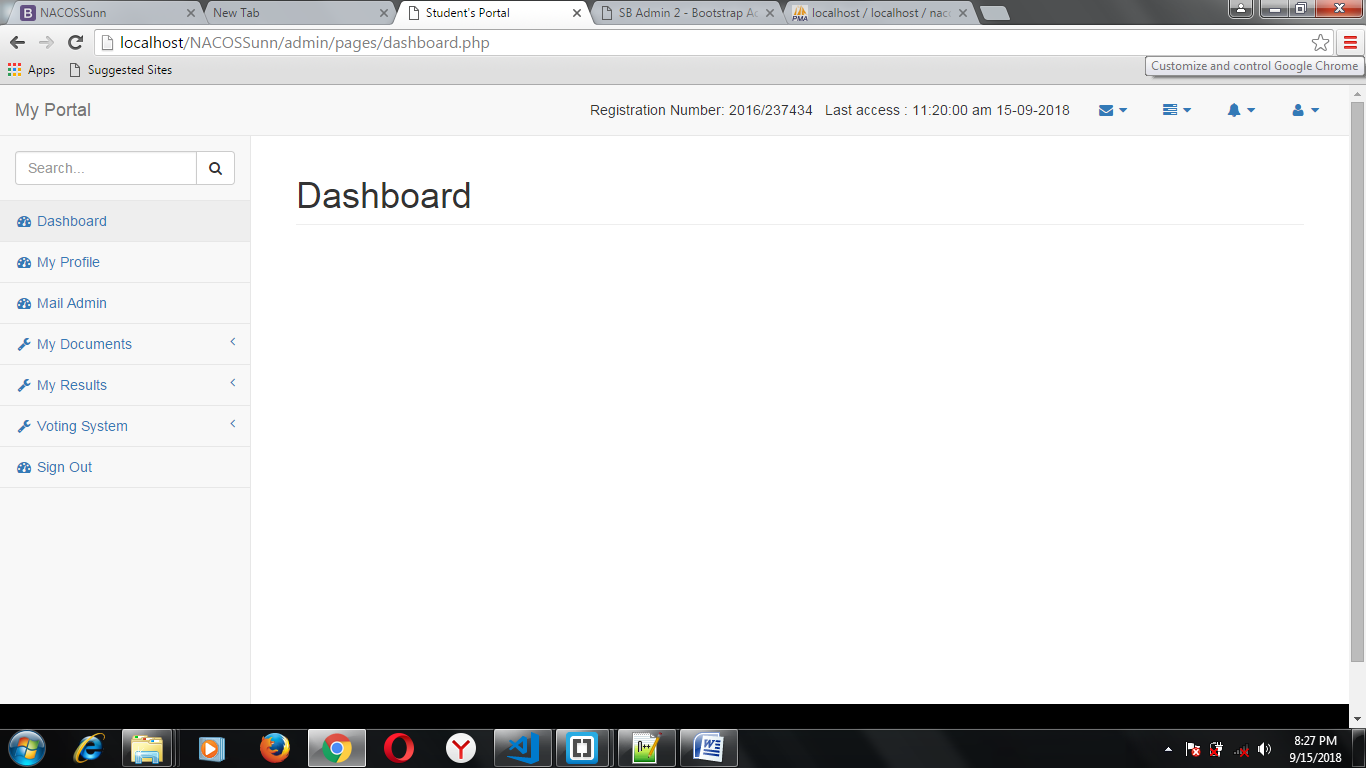 NACOSSunn
New Tab
Student's Portal
SB Admin 2 - Bootstrap Ad
localhost / localhost / naco
localhost/NACOSSunn/admin/pages/dashboard.php
Apps
Suggested Sites
Customize and control Google Chrome
My Portal
Registration Number: 2016/237434 Last access : 11:20:00 am 15-09-2018
Search...
Dashboard
Dashboard
My Profile
Mail Admin
My Documents
My Results
Voting System
Sign Out
8:27 PM
9/15/2018